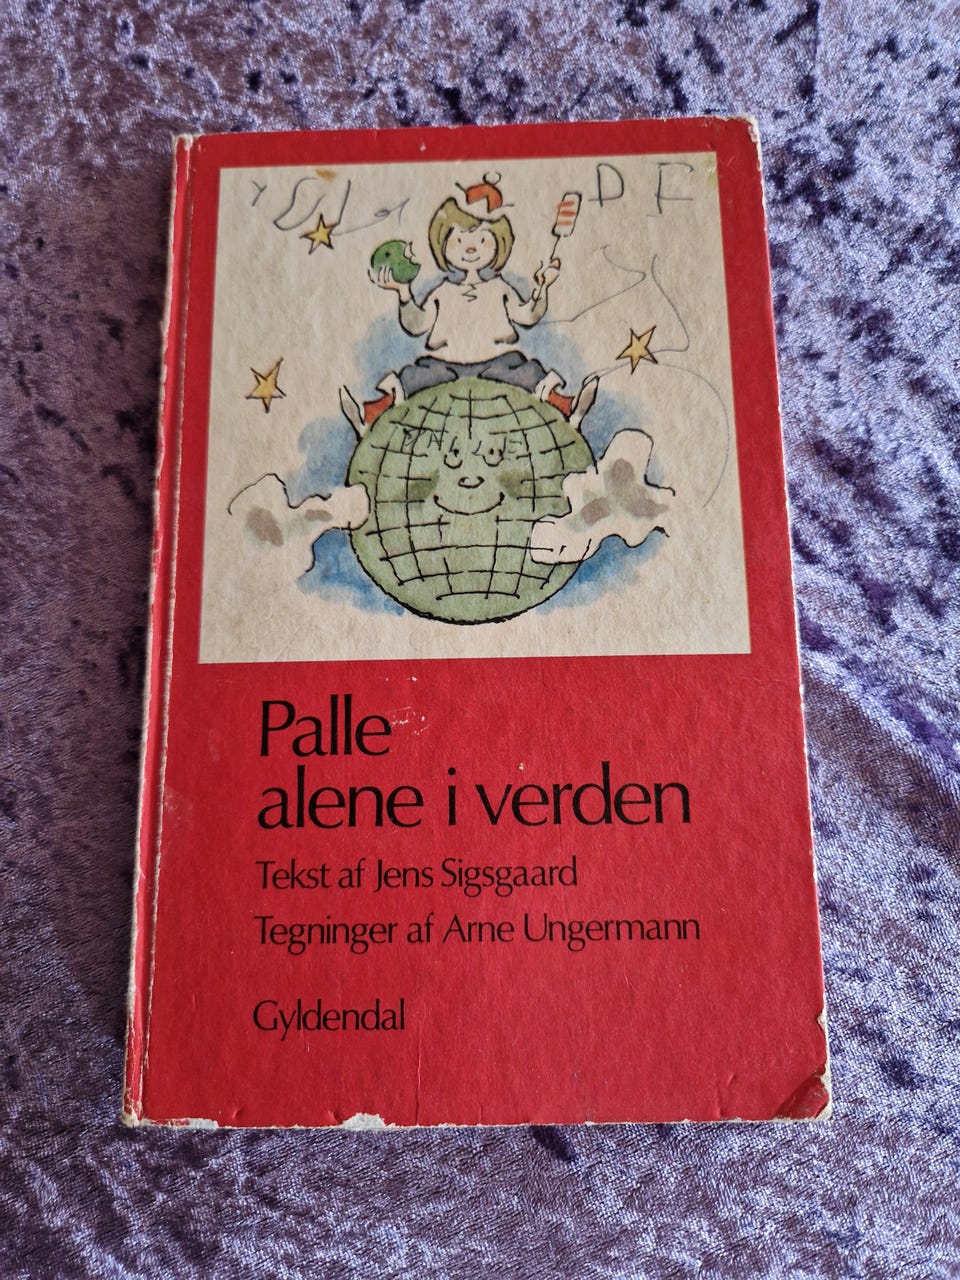 D F
Palle
alene i verden
Tekst af Jens Sigsgaard
Tegninger af Arne Ungermann
Gyldendal